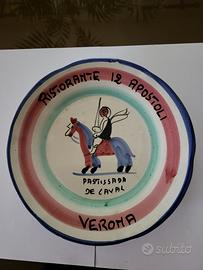 RISTORANTE 12 APOSTOLI
PASTISSADA
DE CAVAL
VERONA
subito